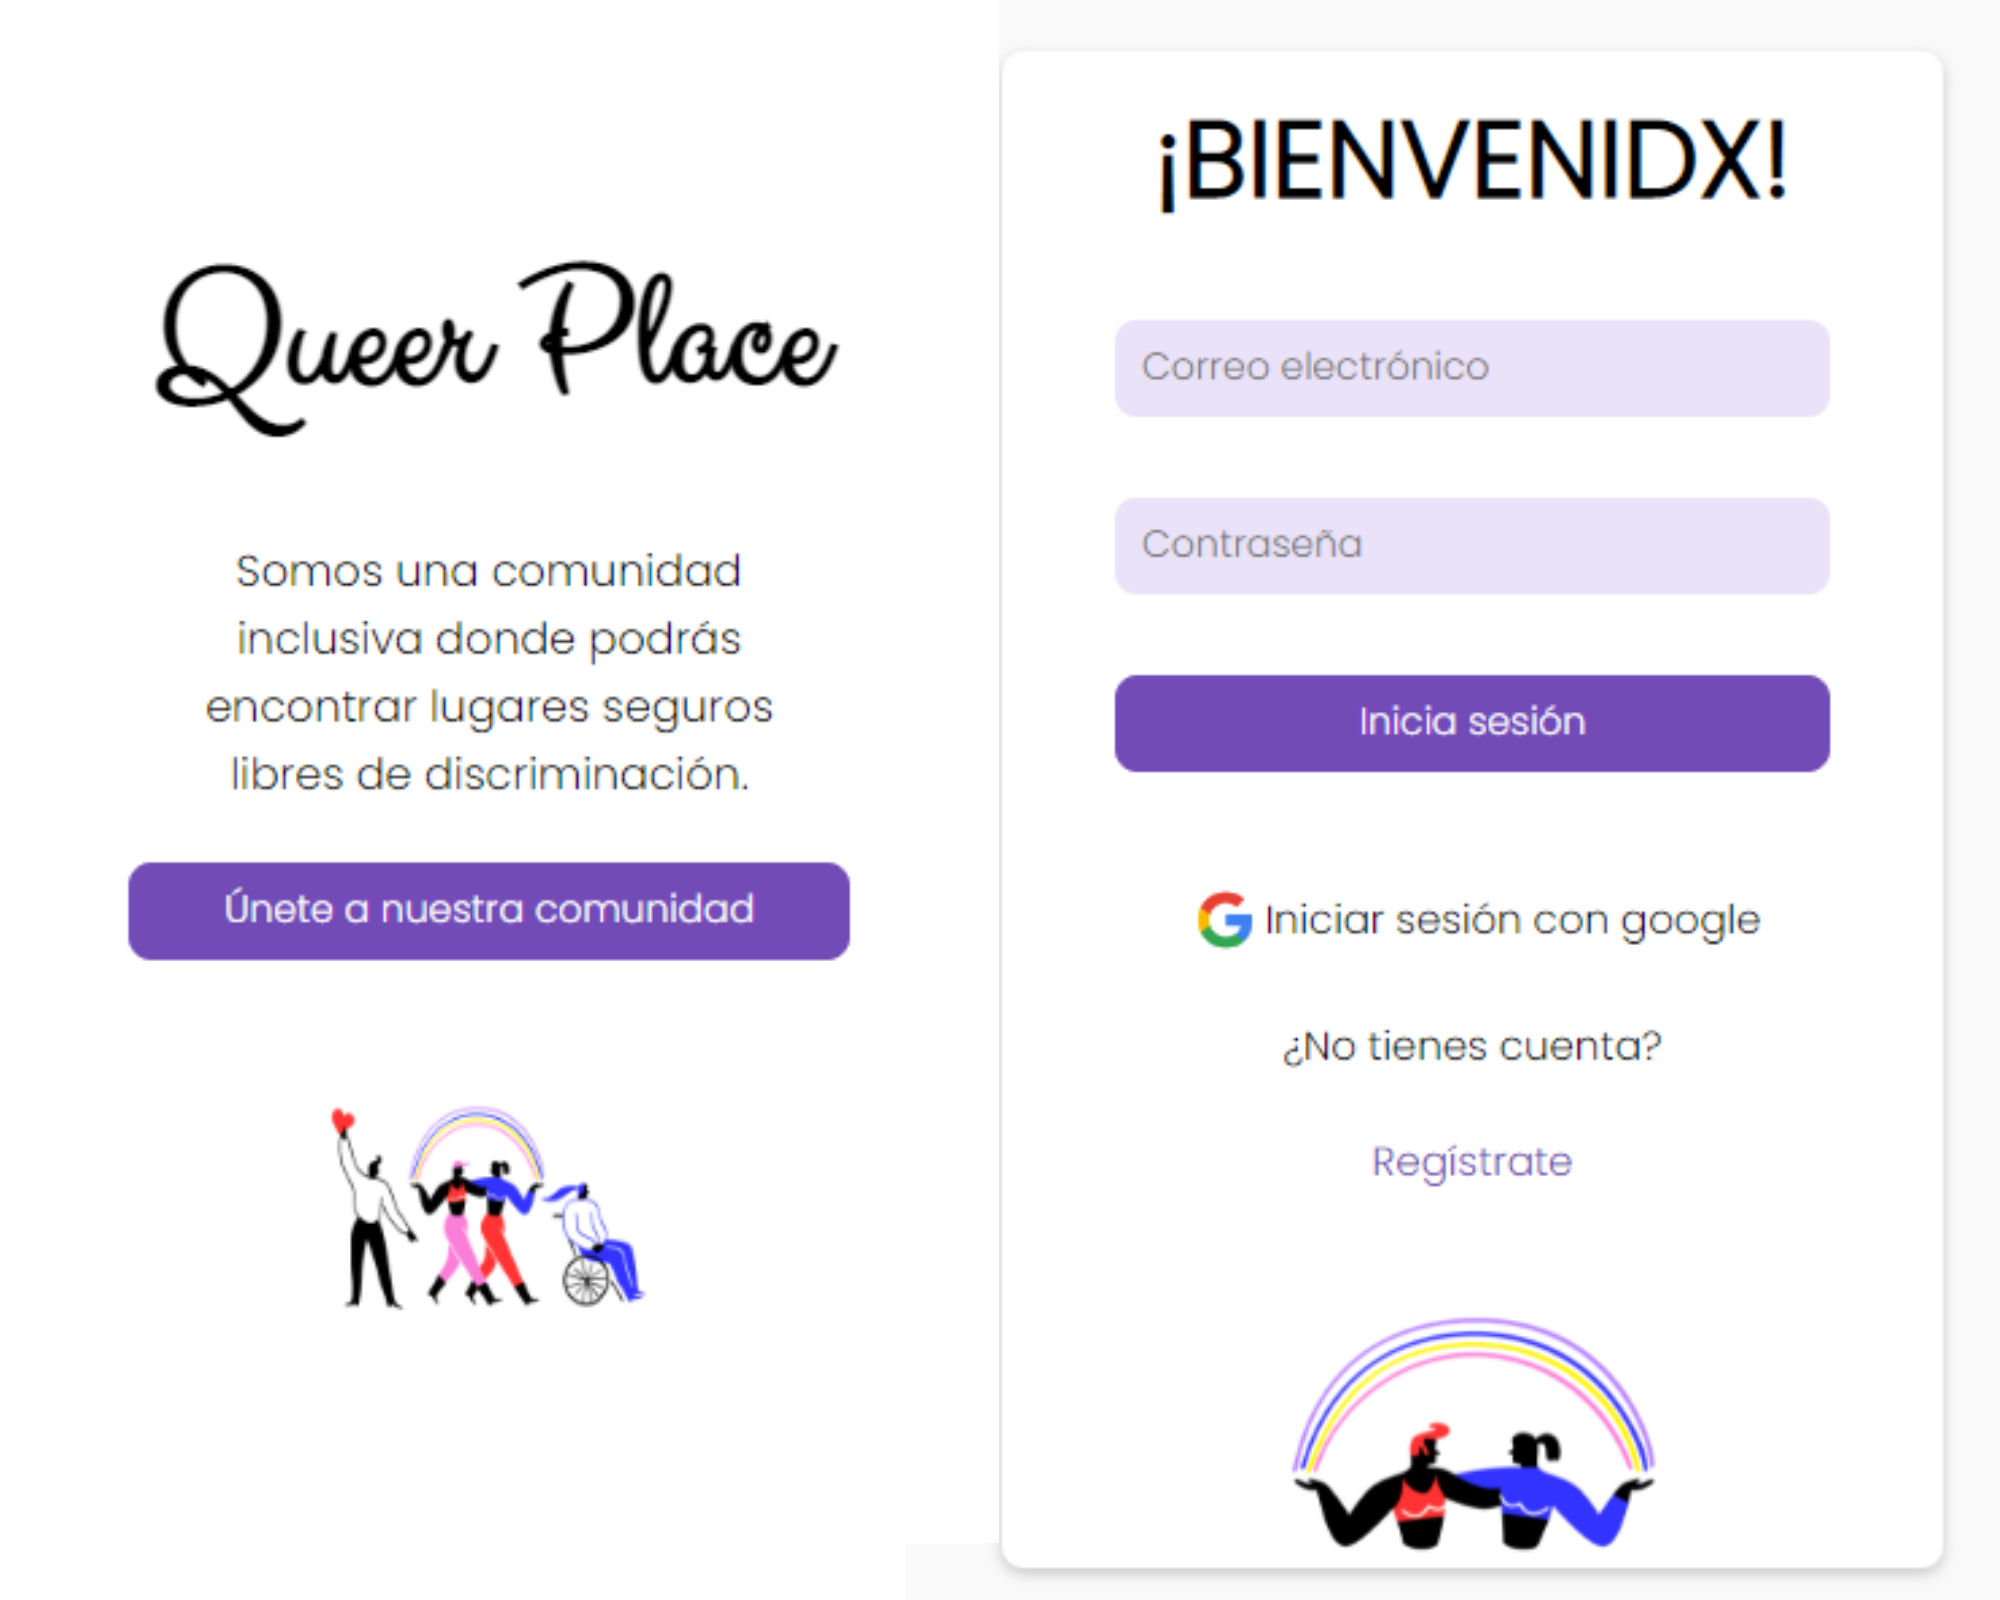 Queer Place
Somos una comunidad
inclusiva donde podrás
encontrar lugares seguros
libres de discriminación.
Únete a nuestra comunidad
¡BIENVENIDX!
Correo electrónico
Contraseña
Inicia sesión
Iniciar sesión con google
¿No tienes cuenta?
Regístrate